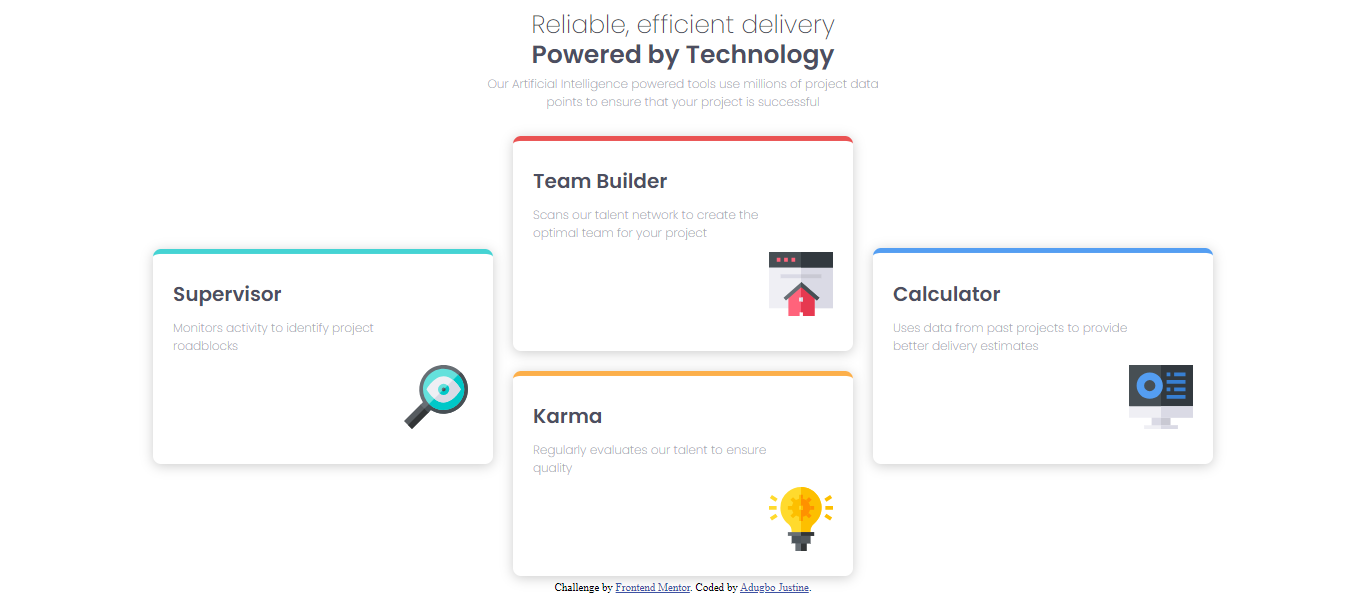 Reliable, efficient delivery
Powered by Technology
Our Artificial Intelligence powered tools use millions of project data
points to ensure that your project is successful
Supervisor
Monitors activity to identify project
roadblocks
Team Builder
Scans our talent network to create the
optimal team for your project
Karma
Regularly evaluates our talent to ensure
quality
Calculator
Uses data from past projects to provide
better delivery estimates
Challenge by Frontend Mentor. Coded by Adugbo Justine.